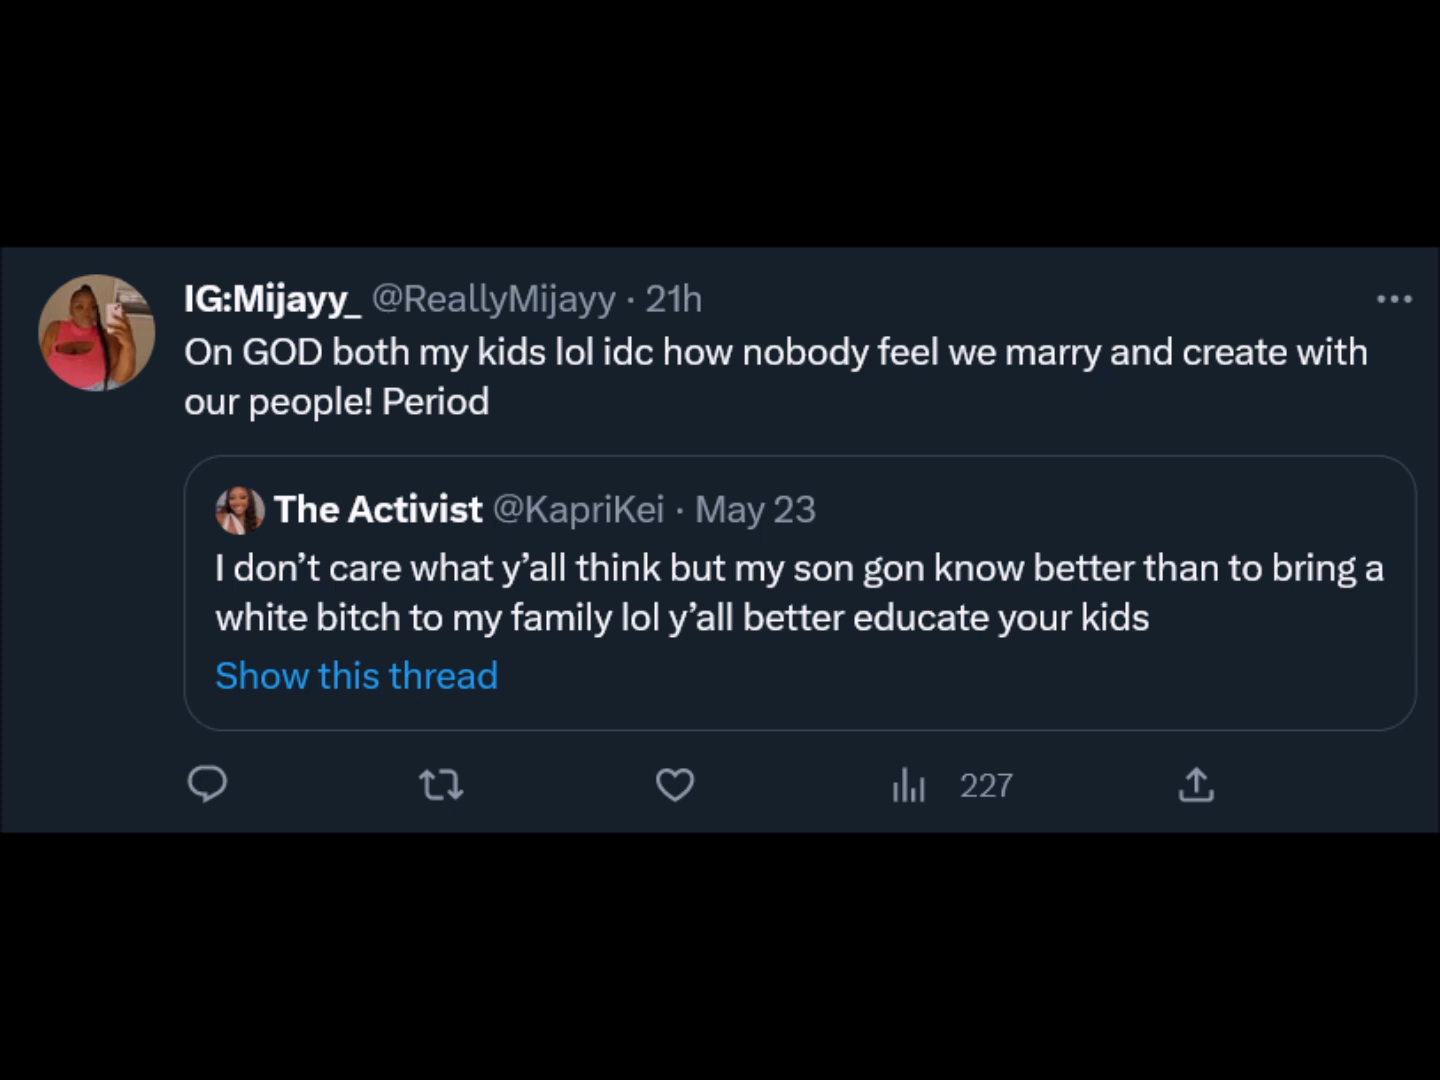 IG:Mijayy_ @ReallyMijayy · 21h
On GOD both my kids lol idc how nobody feel we marry and create with
our people! Period
The Activist @KapriKei · May 23
I don’t care what y’all think but my son gon know better than to bring a
white bitch to my family lol y’all better educate your kids
Show this thread
227